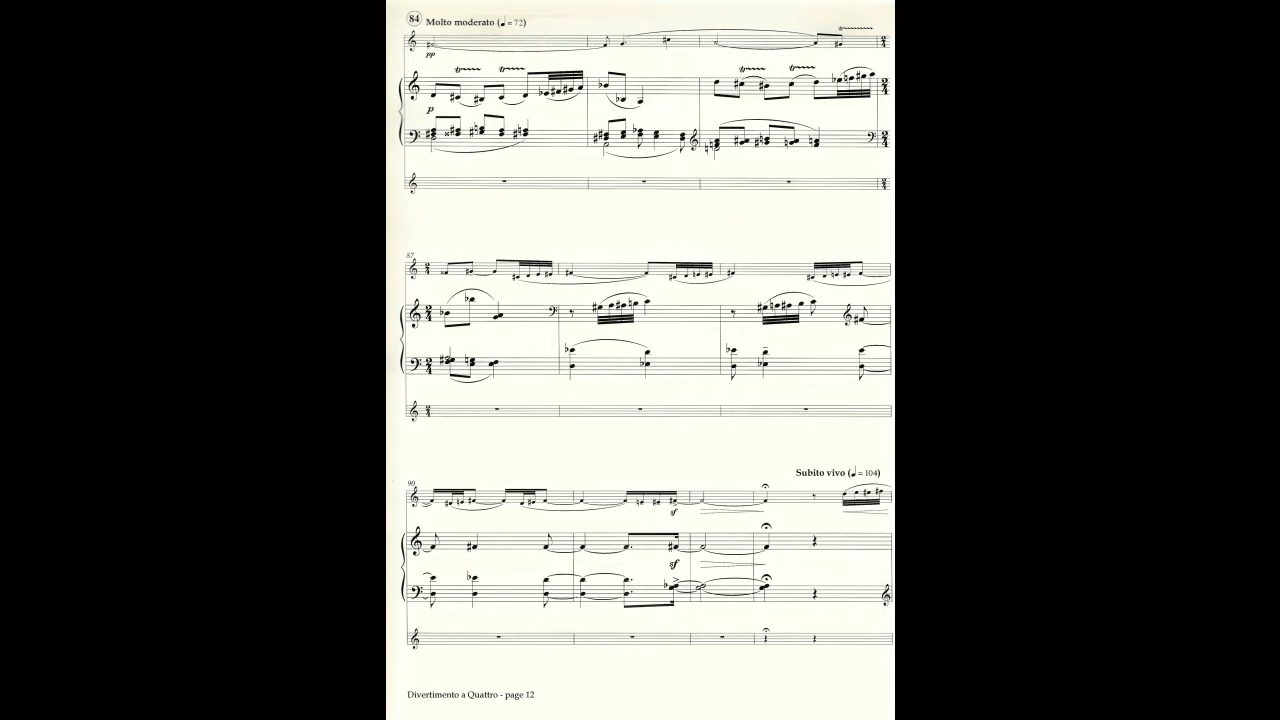 84 Molto moderato (♩ = 72)
pp
p
87
Subito vivo (♩ = 104)
90
sf
sf
Divertimento a Quattro - page 12